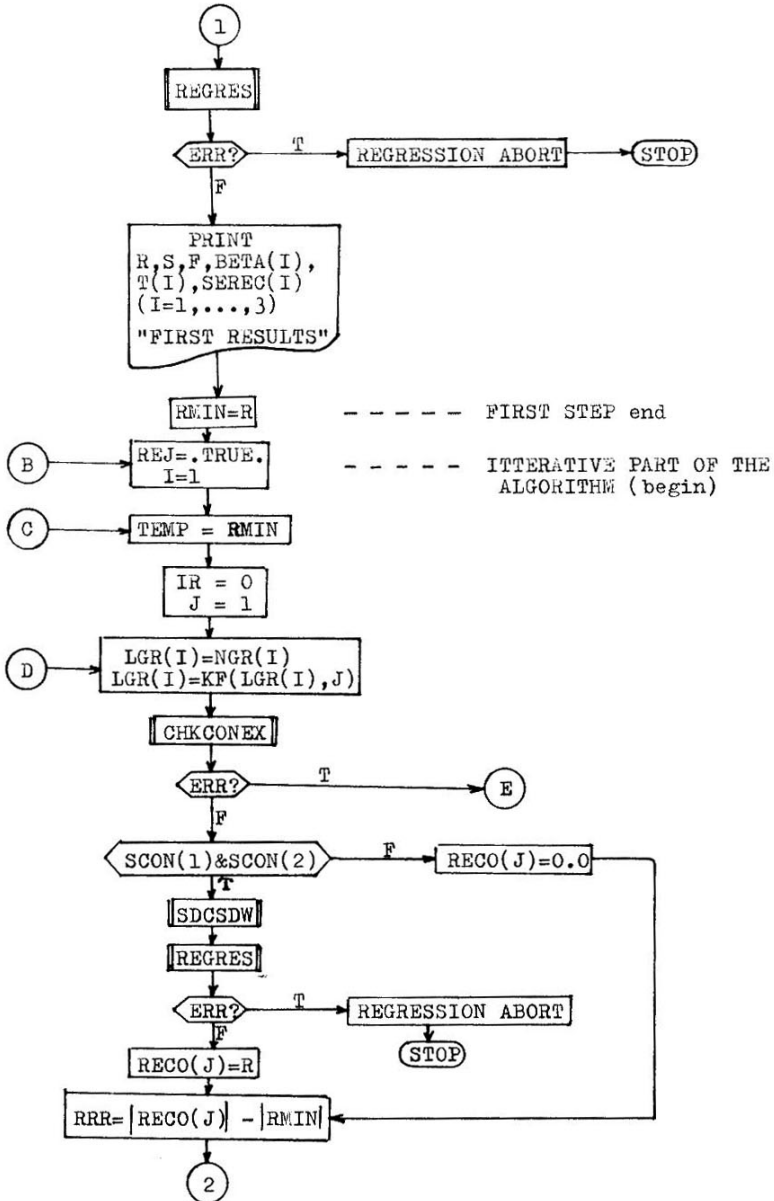 1
REGRES
ERR?
T
REGRESSION ABORT
STOP
F
PRINT
R,S,F,BETA(I),
T(I),SEREC(I)
(I=1,...,3)
"FIRST RESULTS"
RMIN=R
- - - - - FIRST STEP end
B
REJ=.TRUE.
I=1
- - - - - ITTERATIVE PART OF THE
ALGORITHM (begin)
C
TEMP = RMIN
IR = 0
J = 1
D
LGR(I)=NGR(I)
LGR(I)=KF(LGR(I),J)
CHKCONEX
ERR?
T
E
F
SCON(1)&SCON(2)
F
RECO(J)=0.0
T
SDCSDW
REGRES
ERR?
T
REGRESSION ABORT
F
STOP
RECO(J)=R
RRR=|RECO(J)| -|RMIN|
2